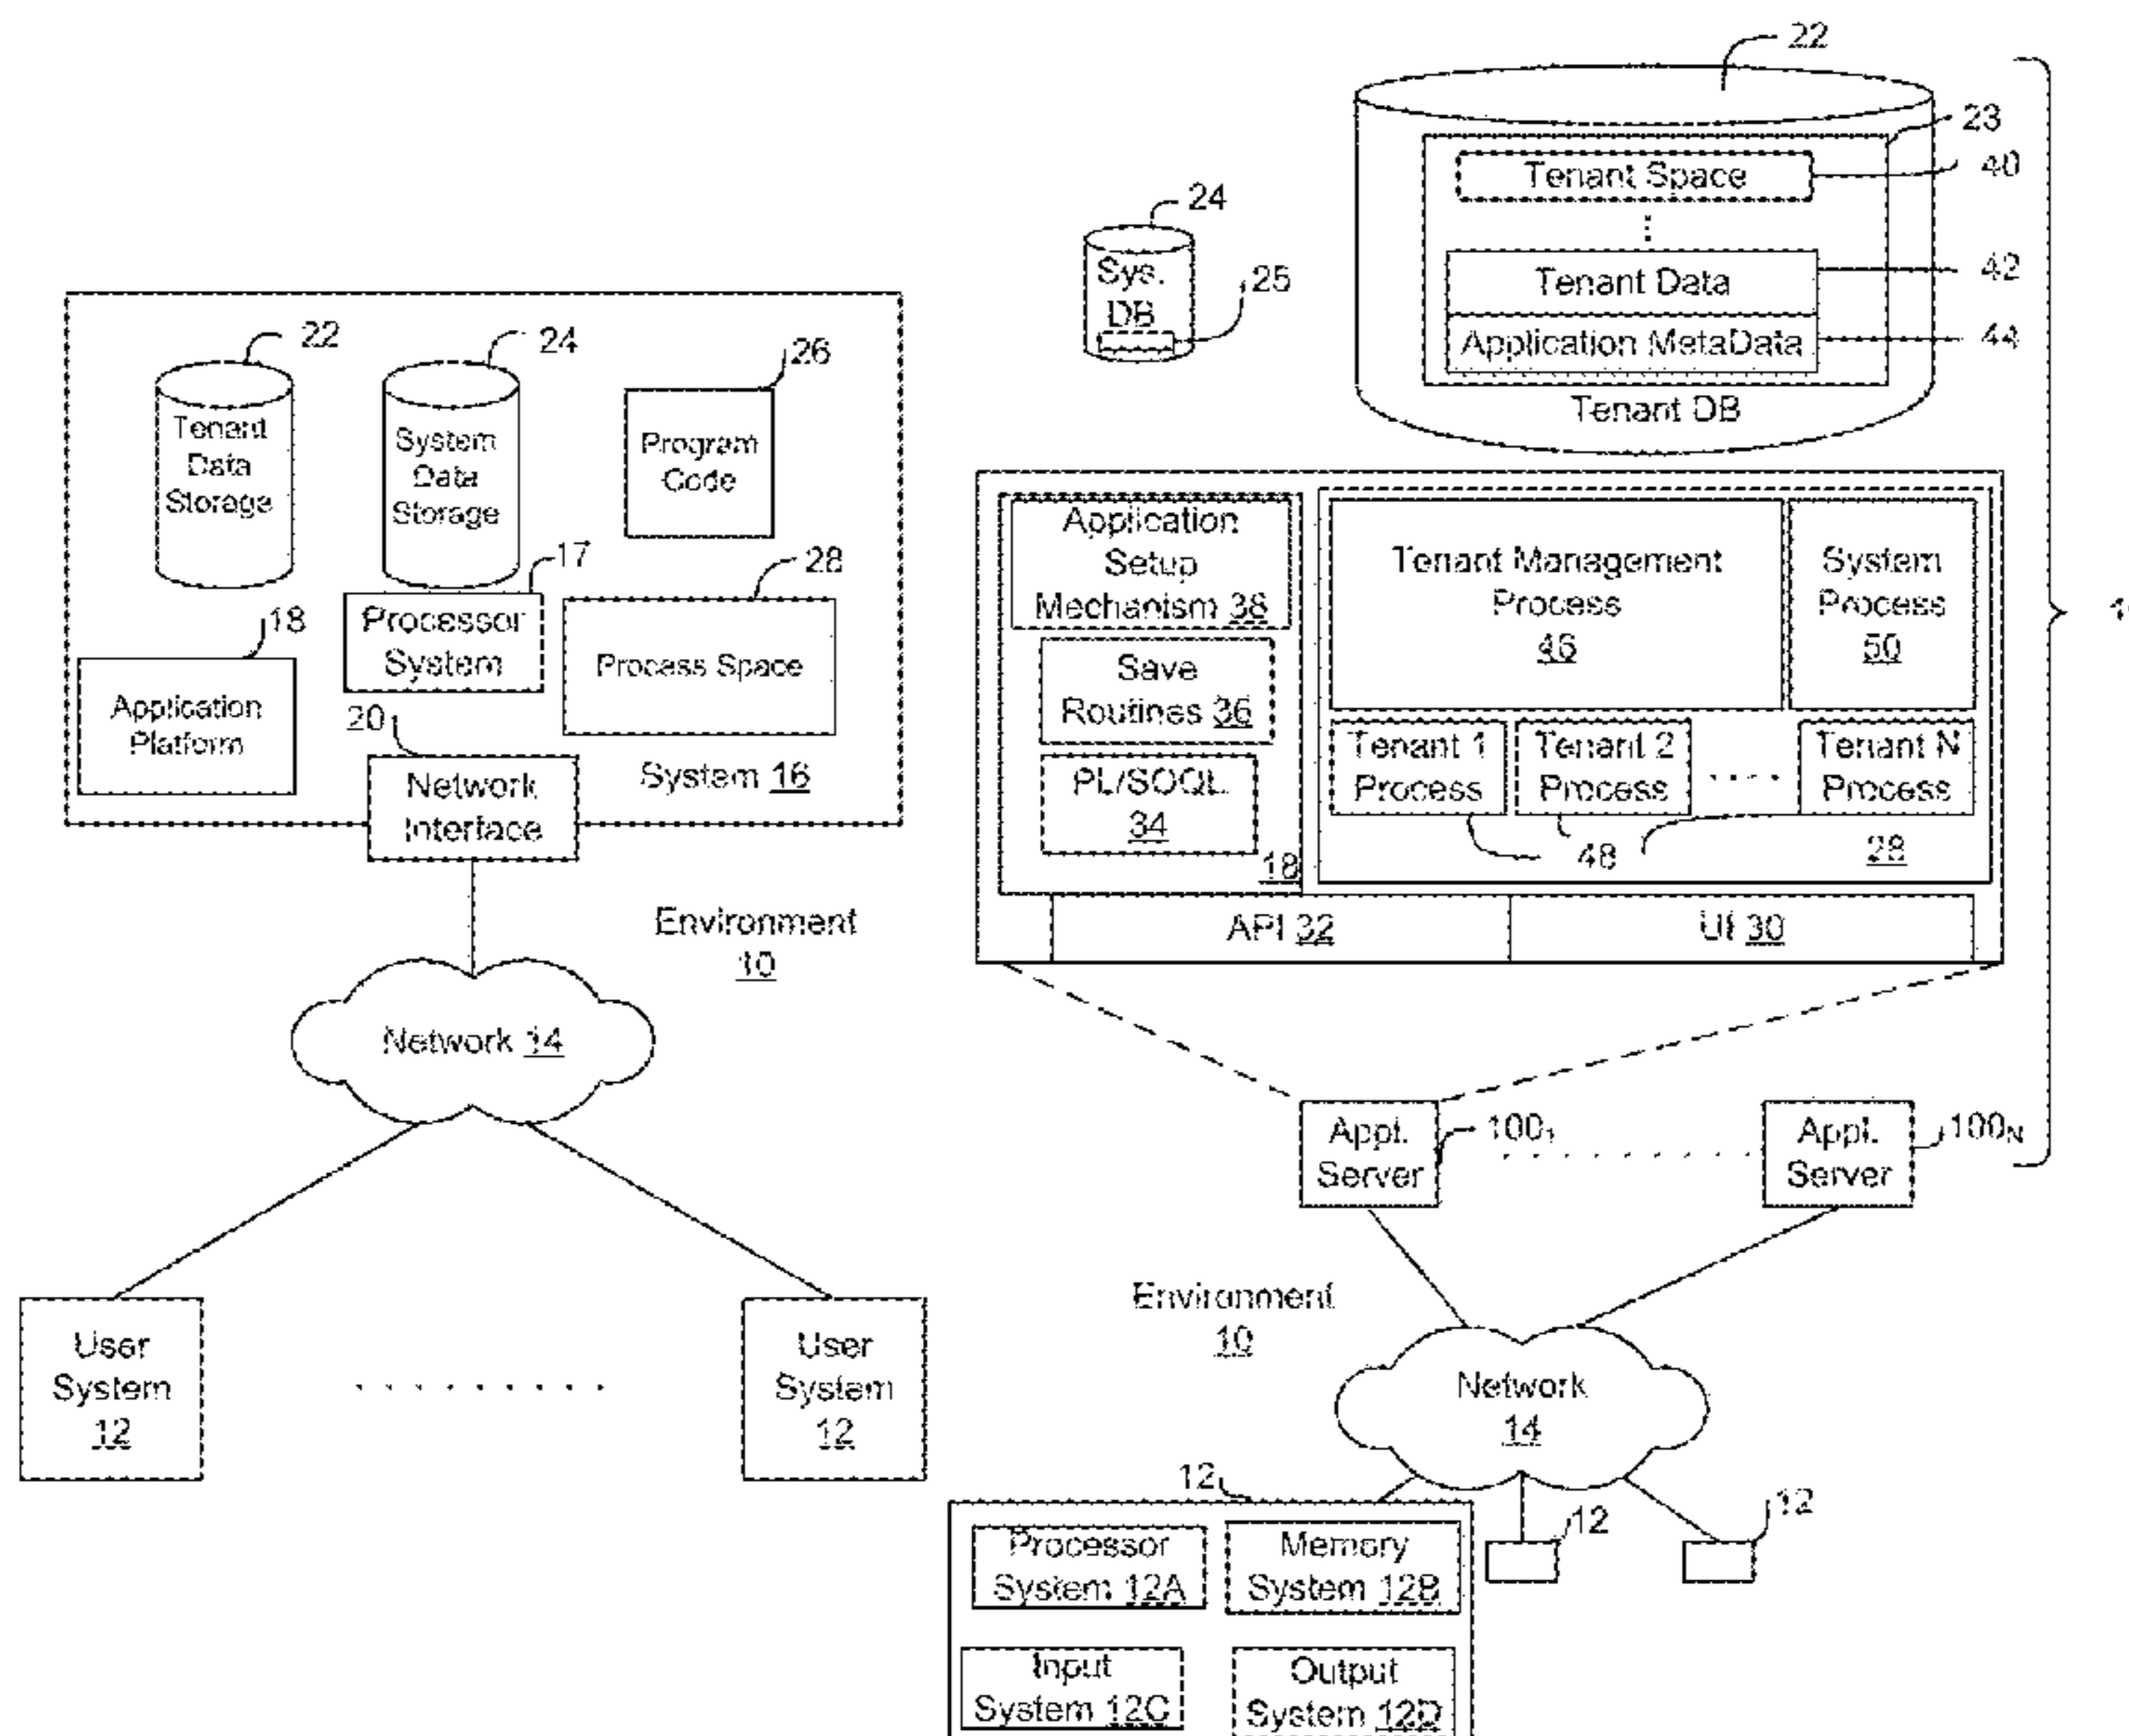 22
24
26
Tenant
Data
Storage
System
Data
Storage
Program
Code
17
28
18
Processor
System
Process Space
Application
Platform
20
Network
Interface
System 16
Environment
10
Network 14
User
System
12
User
System
12
22
23
Tenant Space
40
24
Sys.
DB
25
Tenant Data
42
Application MetaData
44
Tenant DB
Application
Setup
Mechanism 38
Save
Routines 36
PL/SOQL
34
18
Tenant Management
Process
46
System
Process
50
Tenant 1
Process
Tenant 2
Process
Tenant N
Process
48
28
API 32
UI 30
Appl.
Server
100₁
Appl.
Server
100N
Environment
10
Network
14
12
12
12
Processor
System 12A
Memory
System 12B
Input
System 12C
Output
System 12D